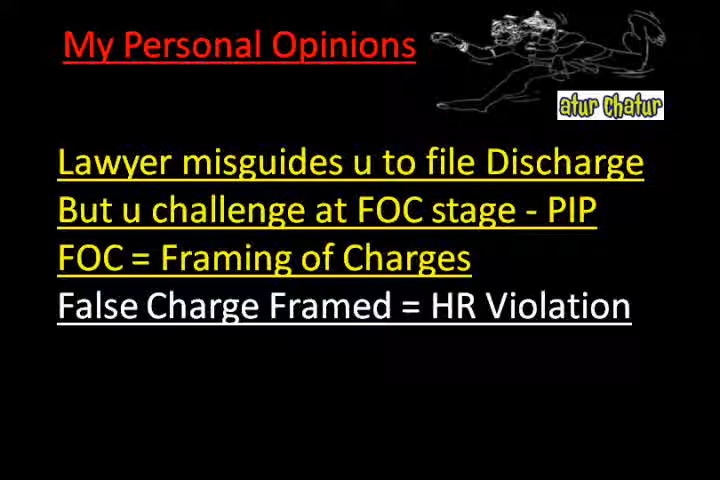 My Personal Opinions
atur chatur
Lawyer misguides u to file Discharge
But u challenge at FOC stage - PIP
FOC = Framing of Charges
False Charge Framed = HR Violation